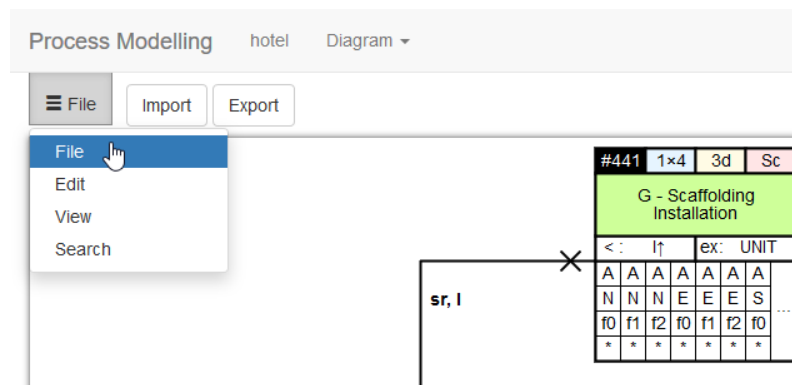 Process Modelling hotel Diagram
File Import Export
File
Edit
View
Search
#441 1×4 3d Sc
G - Scaffolding
Installation
< : I↑ ex: UNIT
A A A A A A A
N N N E E E S
f0 f1 f2 f0 f1 f2 f0
* * * * * * *
...
sr, I